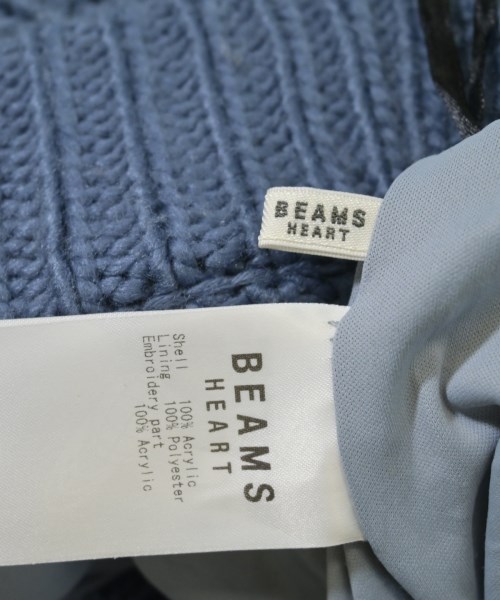 BEAMS
HEART
BEAMS
HEART
Shell 100% Acrylic
Lining 100% Polyester
Embroidery part
100% Acrylic